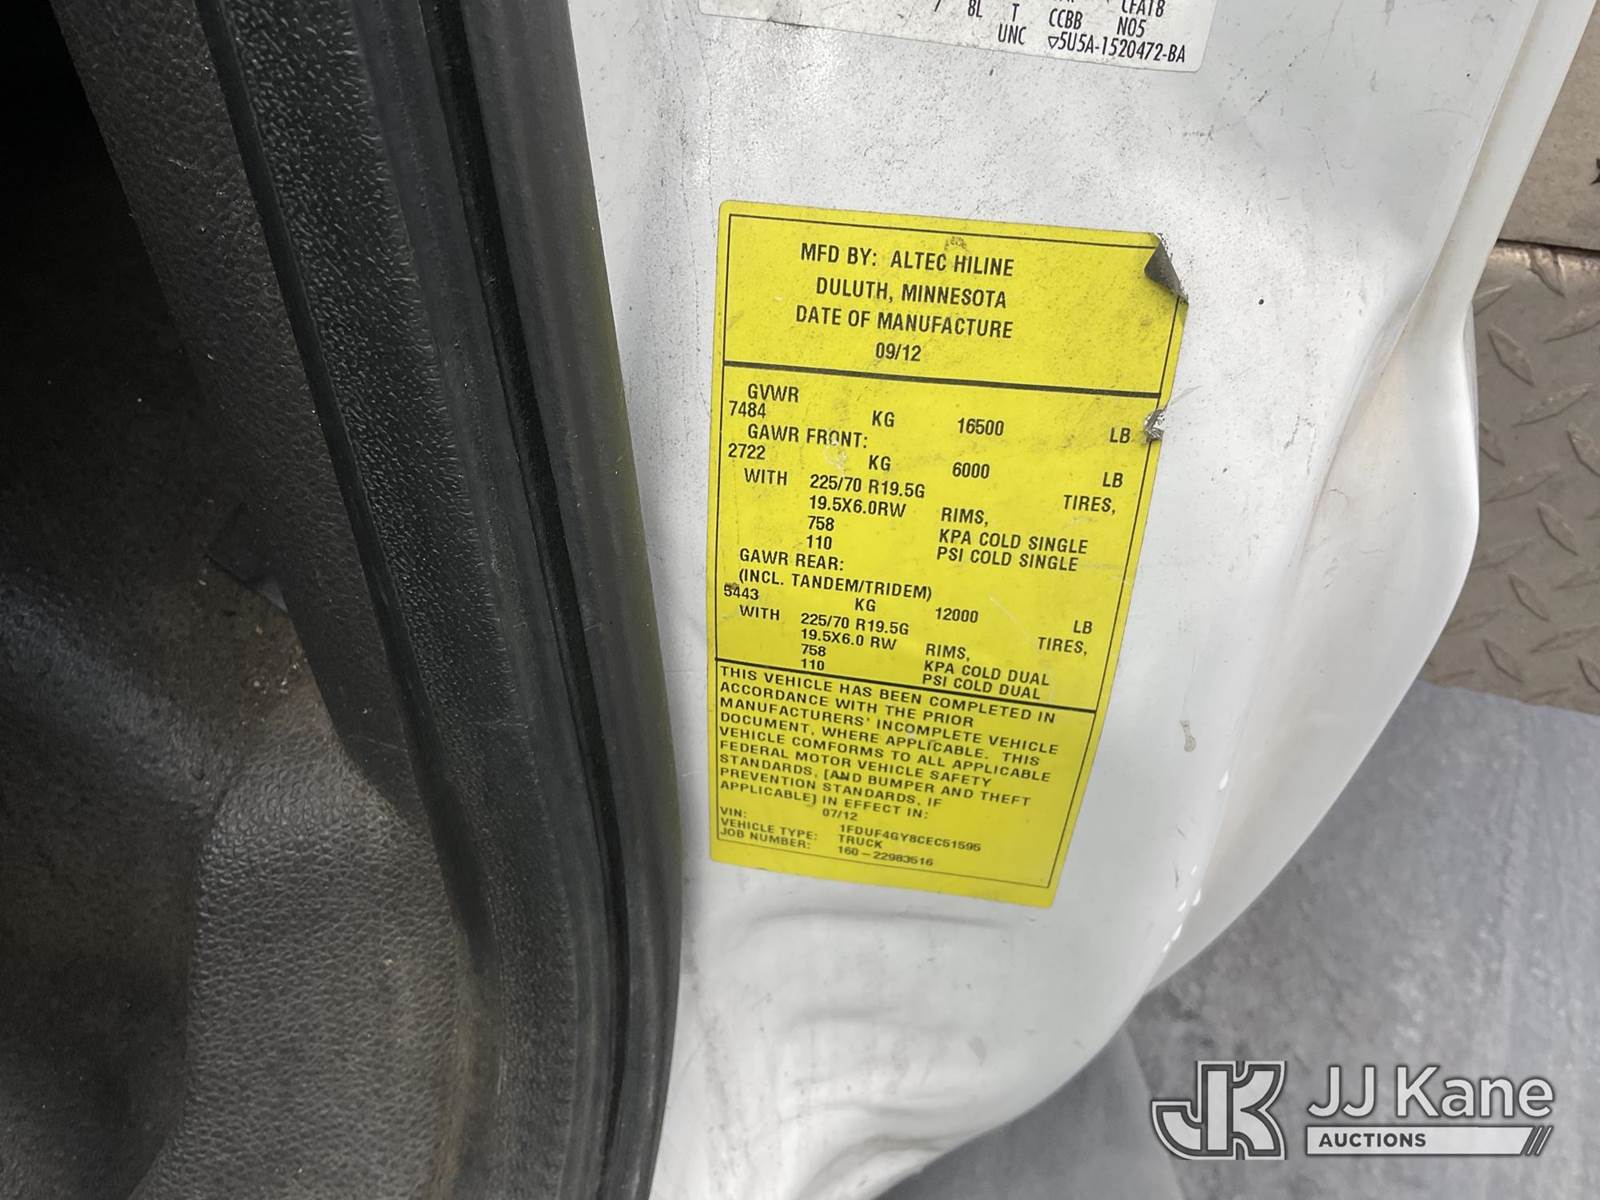 8L T CCBB N05
UNC ▽5U5A-1520472-BA
MFD BY: ALTEC HILINE
DULUTH, MINNESOTA
DATE OF MANUFACTURE
09/12
GVWR
7484 KG 16500 LB
GAWR FRONT:
2722 KG 6000 LB
WITH 225/70 R19.5G TIRES,
19.5X6.0RW RIMS,
758 KPA COLD SINGLE
110 PSI COLD SINGLE
GAWR REAR:
(INCL. TANDEM/TRIDEM)
5443 KG 12000 LB
WITH 225/70 R19.5G TIRES,
19.5X6.0 RW RIMS,
758 KPA COLD DUAL
110 PSI COLD DUAL
THIS VEHICLE HAS BEEN COMPLETED IN
ACCORDANCE WITH THE PRIOR
MANUFACTURERS' INCOMPLETE VEHICLE
DOCUMENT, WHERE APPLICABLE. THIS
VEHICLE COMFORMS TO ALL APPLICABLE
FEDERAL MOTOR VEHICLE SAFETY
STANDARDS, [AND BUMPER AND THEFT
PREVENTION STANDARDS, IF
APPLICABLE] IN EFFECT IN:
07/12
VIN: 1FDUF4GY8CEC51595
VEHICLE TYPE: TRUCK
JOB NUMBER: 160-22983516
JK JJ Kane
AUCTIONS